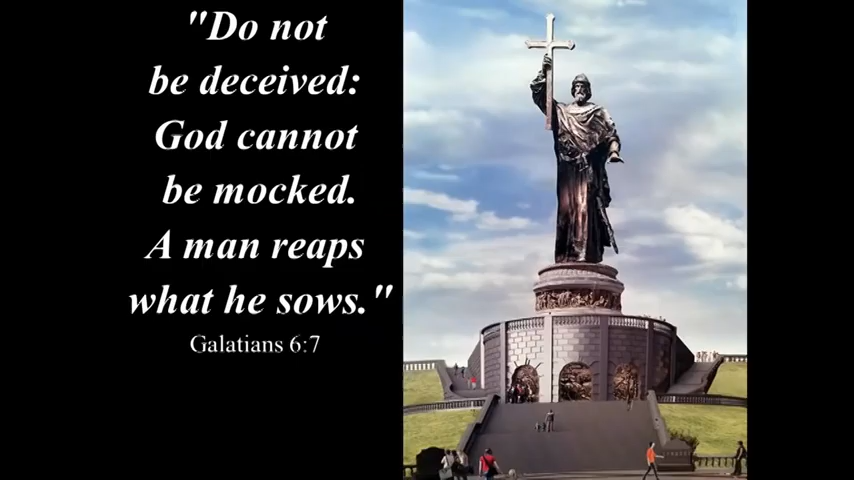 "Do not
be deceived:
God cannot
be mocked.
A man reaps
what he sows."
Galatians 6:7